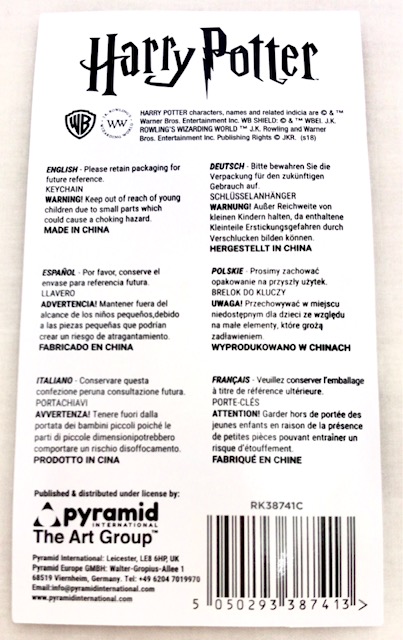 Harry Potter
WB
WW
HARRY POTTER characters, names and related indicia are © & ™
Warner Bros. Entertainment Inc. WB SHIELD: © & ™ WBEI. J.K.
ROWLING'S WIZARDING WORLD ™ J.K. Rowling and Warner
Bros. Entertainment Inc. Publishing Rights © JKR. (s18)
ENGLISH - Please retain packaging for
future reference.
KEYCHAIN
WARNING! Keep out of reach of young
children due to small parts which
could cause a choking hazard.
MADE IN CHINA
DEUTSCH - Bitte bewahren Sie die
Verpackung für den zukünftigen
Gebrauch auf.
SCHLÜSSELANHÄNGER
WARNUNG! Außer Reichweite von
kleinen Kindern halten, da enthaltene
Kleinteile Erstickungsgefahren durch
Verschlucken bilden können.
HERGESTELLT IN CHINA
ESPAÑOL - Por favor, conserve el
envase para referencia futura.
LLAVERO
ADVERTENCIA! Mantener fuera del
alcance de los niños pequeños,debido
a las piezas pequeñas que podrían
crear un riesgo de atragantamiento.
FABRICADO EN CHINA
POLSKIE - Prosimy zachować
opakowanie na przyszły użytek.
BRELOK DO KLUCZY
UWAGA! Przechowywać w miejscu
niedostępnym dla dzieci ze względu
na małe elementy, które grożą
zadławieniem.
WYPRODUKOWANO W CHINACH
ITALIANO - Conservare questa
confezione peruna consultazione futura.
PORTACHIAVI
AVVERTENZA! Tenere fuori dalla
portata dei bambini piccoli poiché le
parti di piccole dimensionipotrebbero
comportare un rischio disoffocamento.
PRODOTTO IN CINA
FRANÇAIS - Veuillez conserver l'emballage
à titre de référence ultérieure.
PORTE-CLÉS
ATTENTION! Garder hors de portée des
jeunes enfants en raison de la présence
de petites pièces pouvant entraîner un
risque d'étouffement.
FABRIQUÉ EN CHINE
Published & distributed under license by:
pyramid
INTERNATIONAL
The Art Group™
Pyramid International: Leicester, LE8 6HP, UK
Pyramid Europe GMBH: Walter-Gropius-Allee 1
68519 Viernheim, Germany. Tel: +49 6204 7019970
Email:info@pyramidinternational.com
www.pyramidinternational.com
RK38741C
5 050293 387413 >